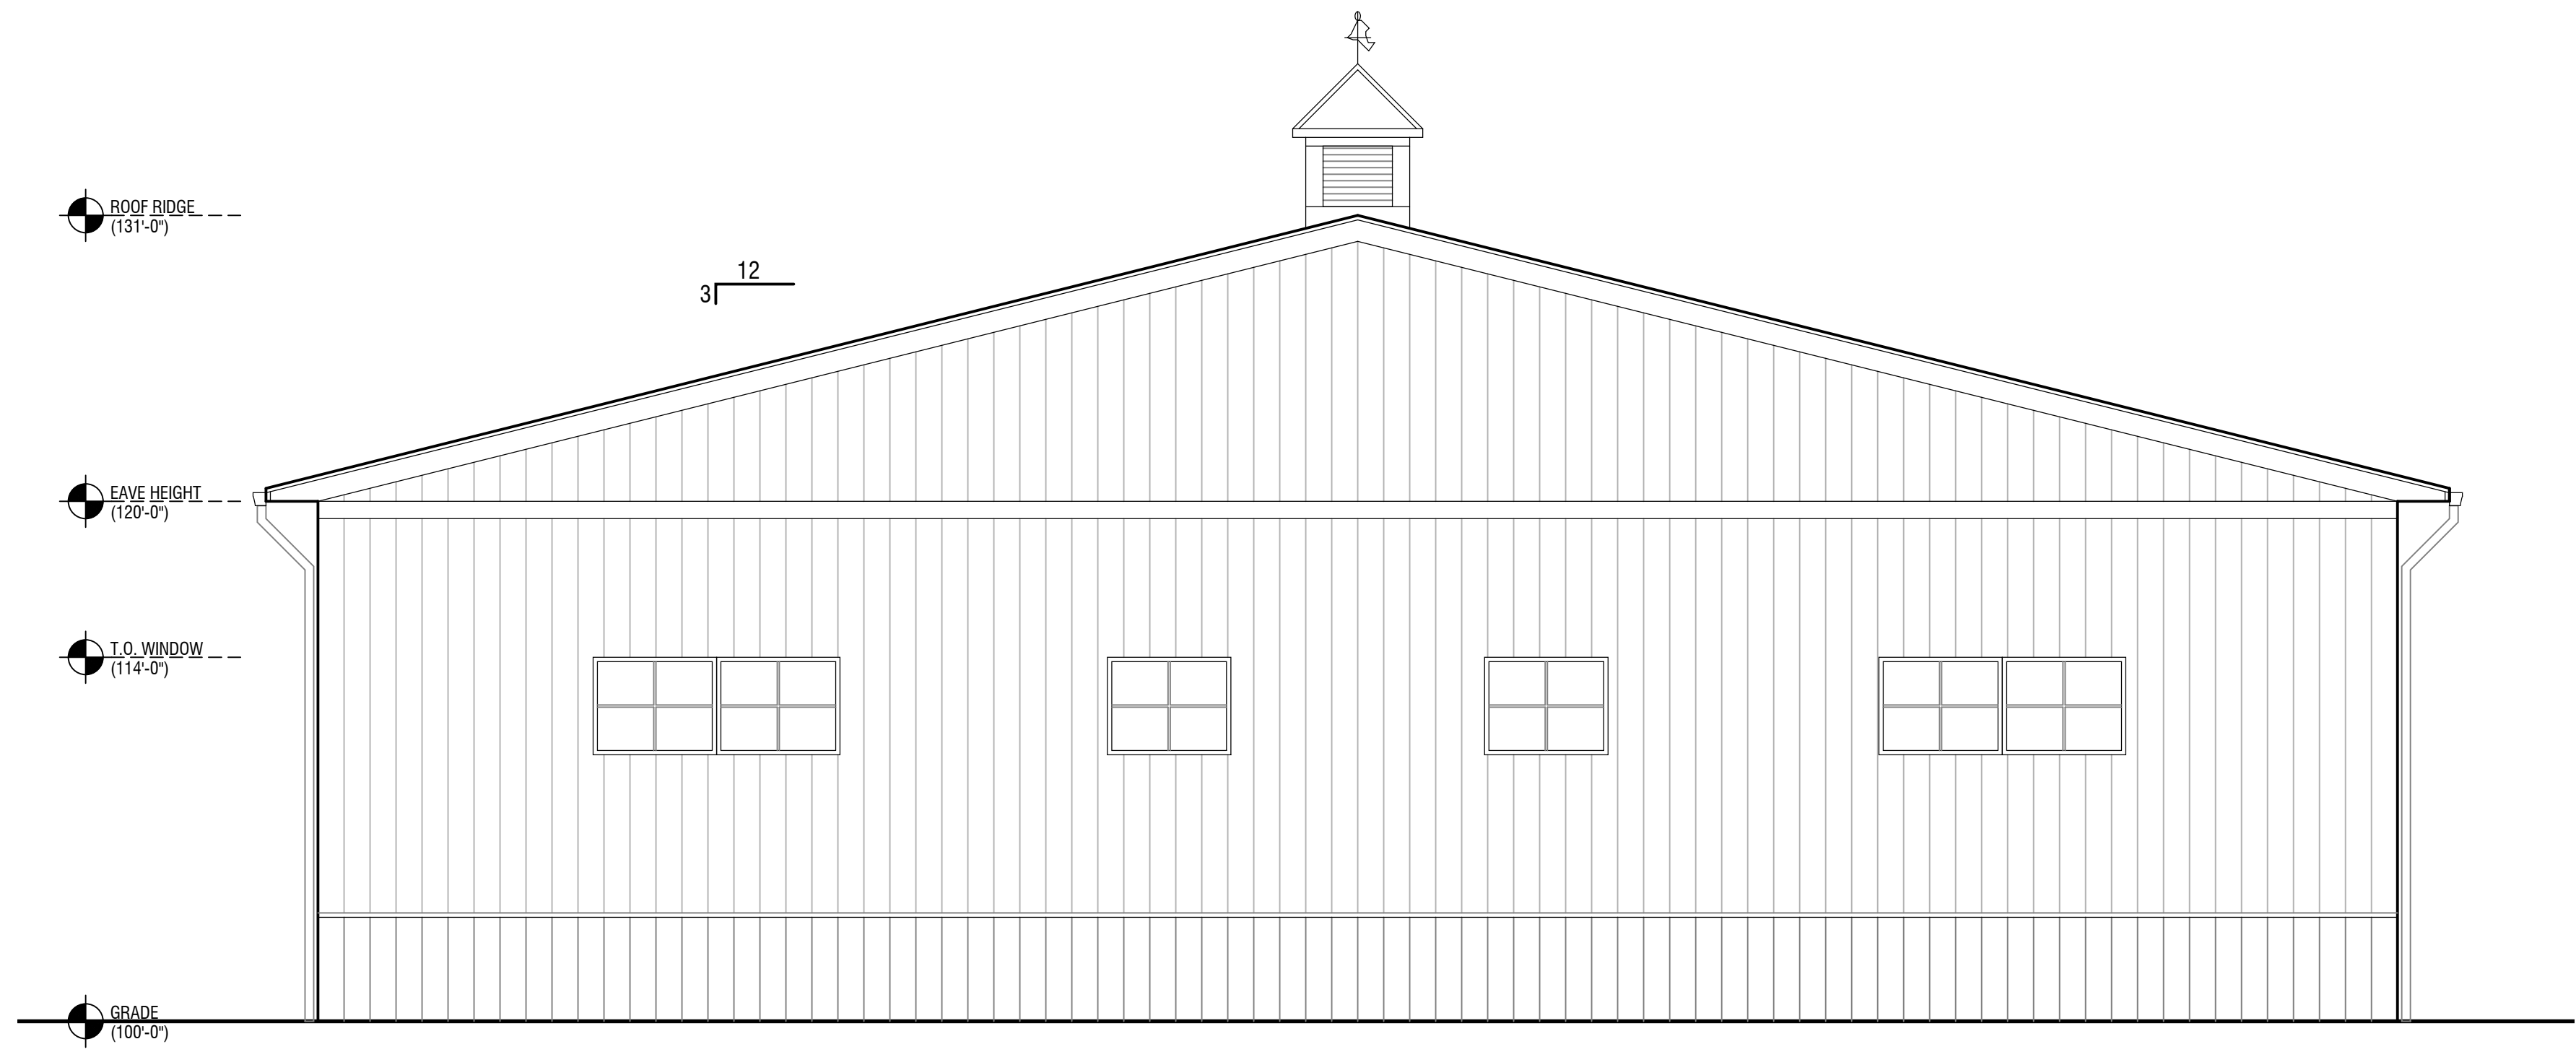 ROOF RIDGE
(131'-0")
12
3
EAVE HEIGHT
(120'-0")
T.O. WINDOW
(114'-0")
GRADE
(100'-0")